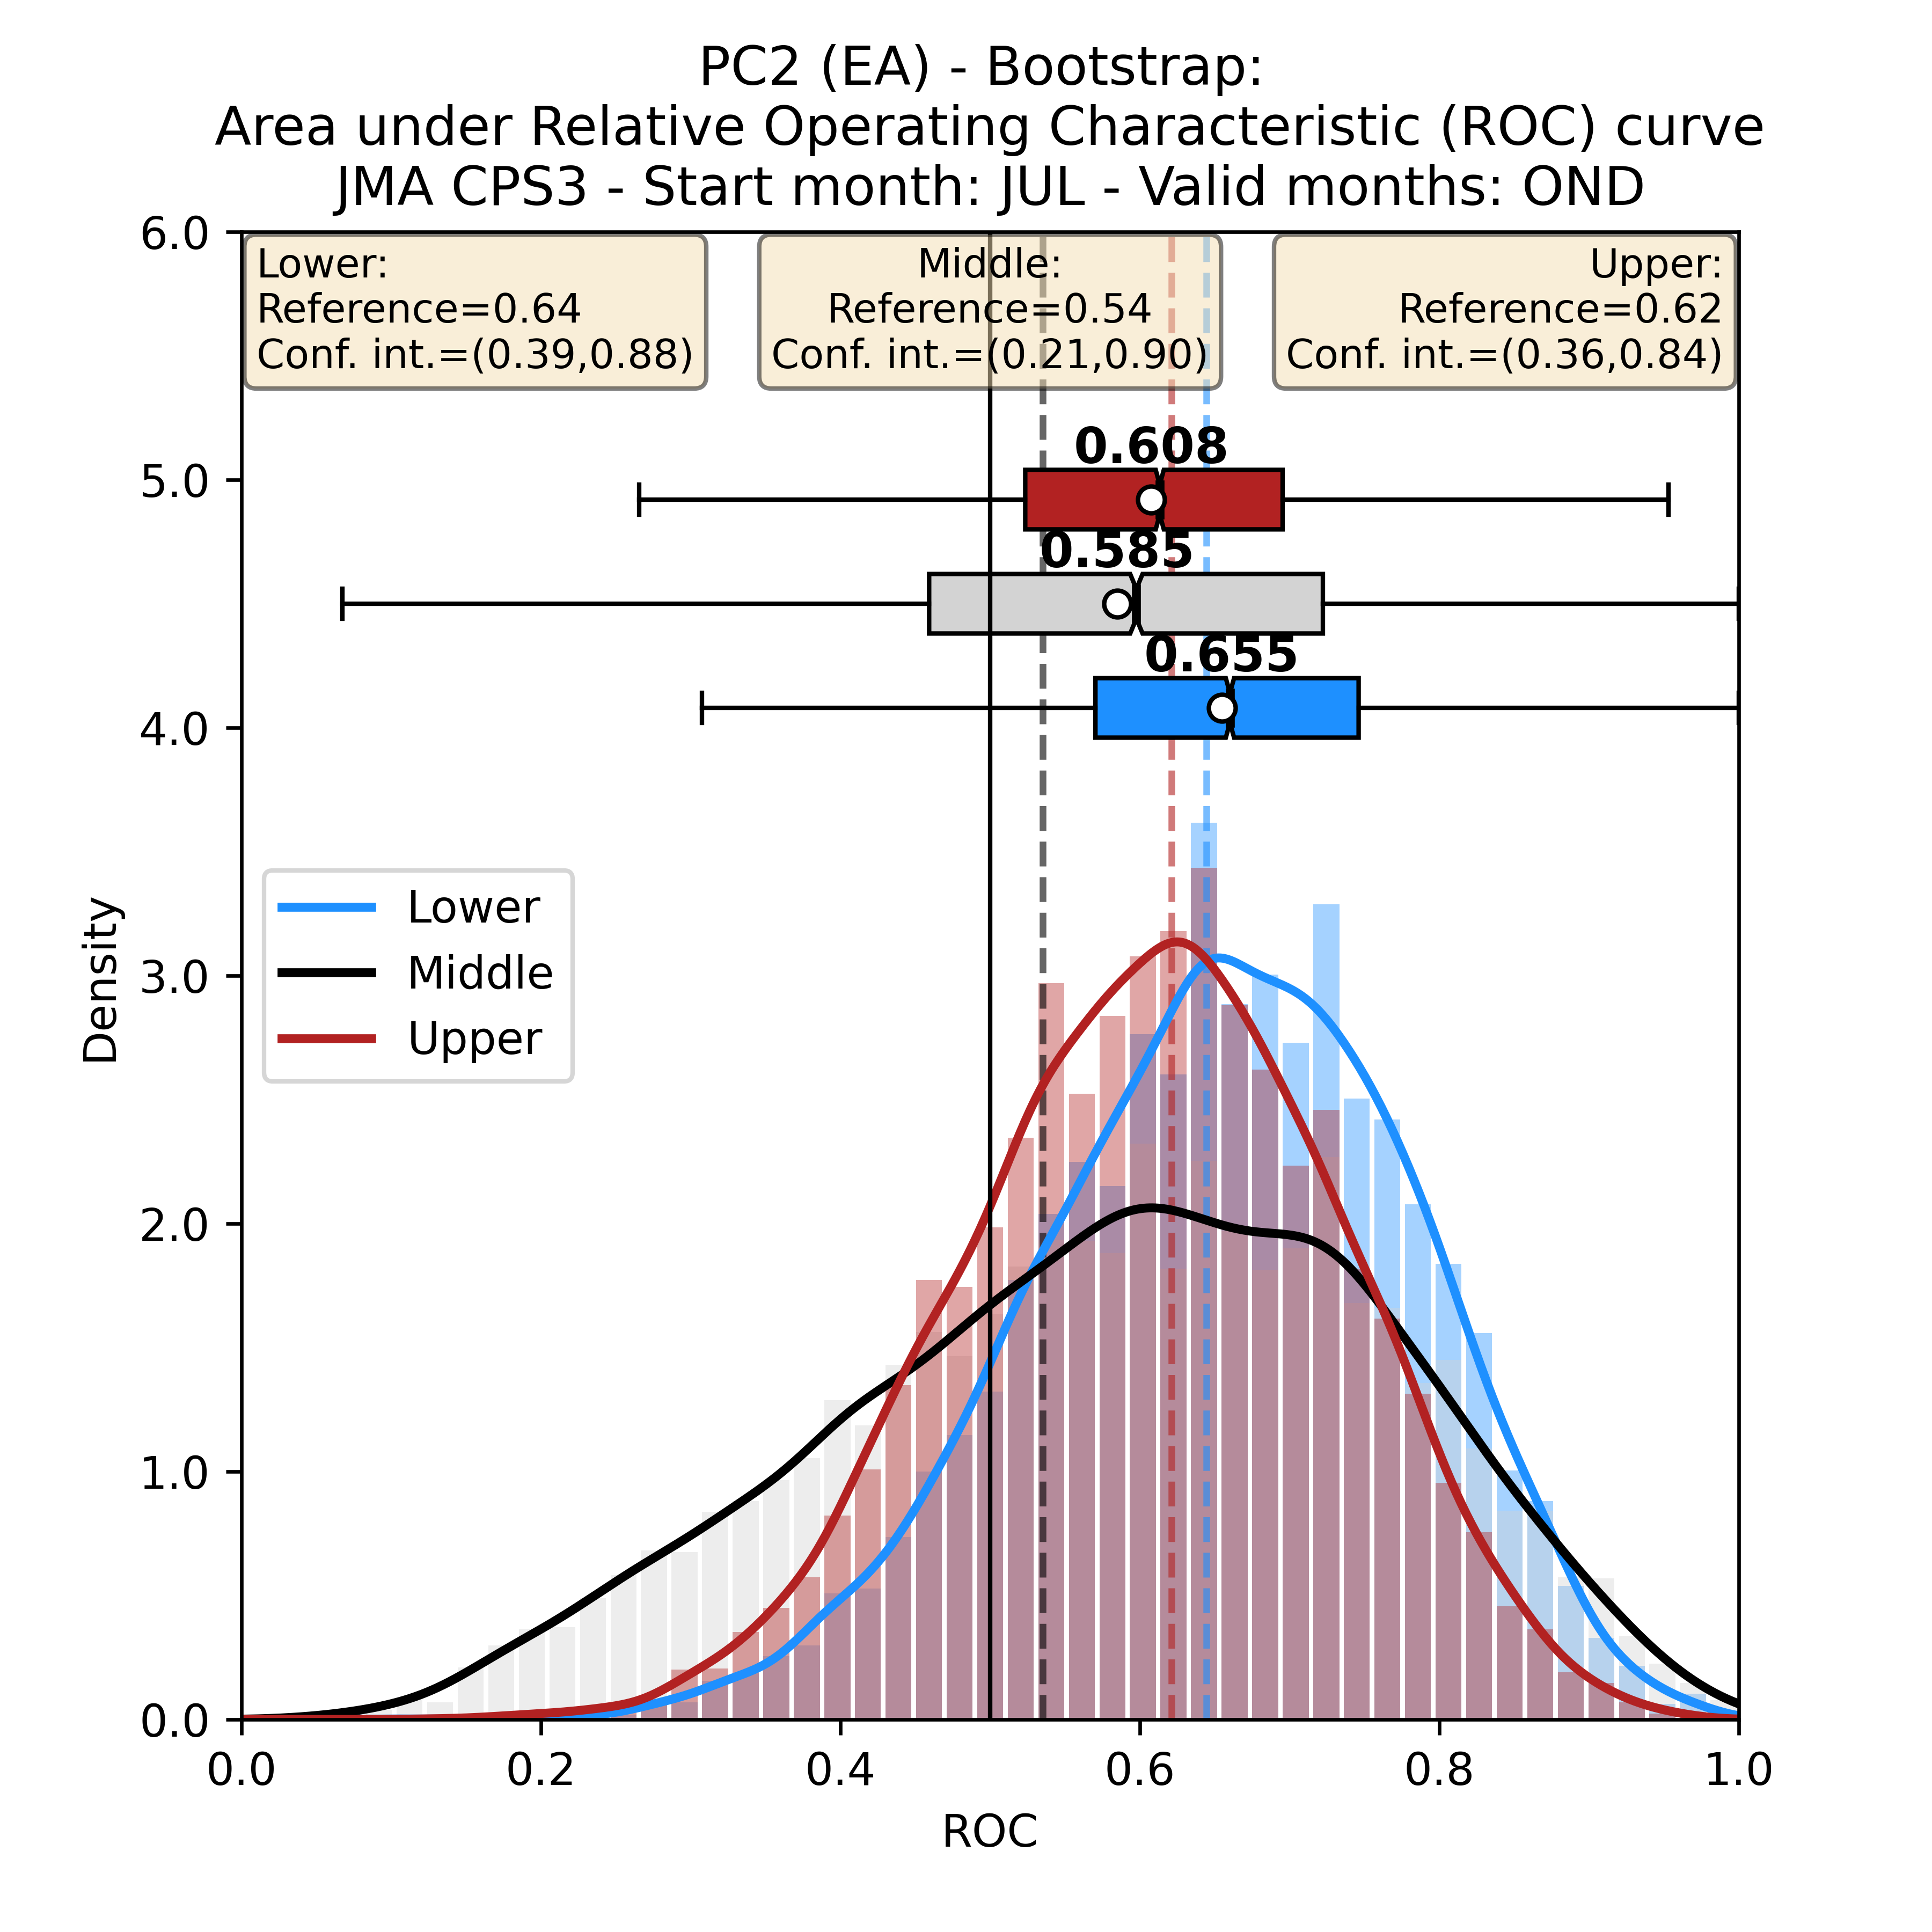 PC2 (EA) - Bootstrap:
Area under Relative Operating Characteristic (ROC) curve
JMA CPS3 - Start month: JUL - Valid months: OND
6.0
Lower:
Reference=0.64
Conf. int.=(0.39,0.88)
Middle:
Reference=0.54
Conf. int.=(0.21,0.90)
Upper:
Reference=0.62
Conf. int.=(0.36,0.84)
0.608
5.0
0.585
0.655
4.0
Lower
Middle
Upper
Density
3.0
2.0
1.0
0.0
0.0
0.2
0.4
0.6
0.8
1.0
ROC